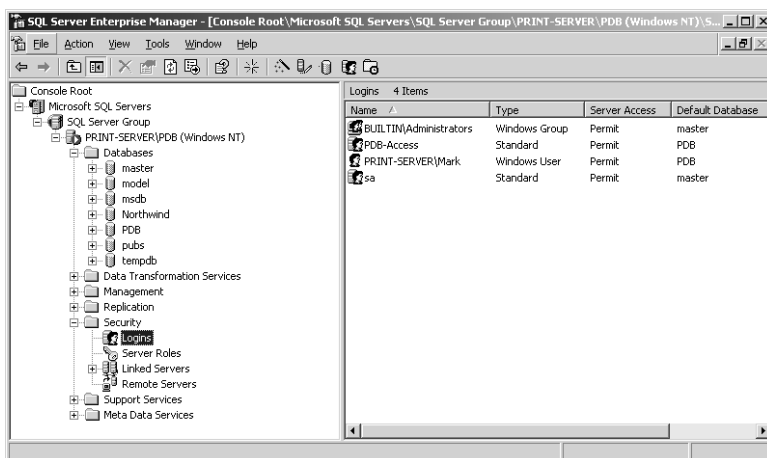 SQL Server Enterprise Manager - [Console Root\Microsoft SQL Servers\SQL Server Group\PRINT-SERVER\PDB (Windows NT)\S...
File Action View Tools Window Help
Console Root
Microsoft SQL Servers
SQL Server Group
PRINT-SERVER\PDB (Windows NT)
Databases
master
model
msdb
Northwind
PDB
pubs
tempdb
Data Transformation Services
Management
Replication
Security
Logins
Server Roles
Linked Servers
Remote Servers
Support Services
Meta Data Services
Logins 4 Items
Name Type Server Access Default Database
BUILTIN\Administrators Windows Group Permit master
PDB-Access Standard Permit PDB
PRINT-SERVER\Mark Windows User Permit PDB
sa Standard Permit master